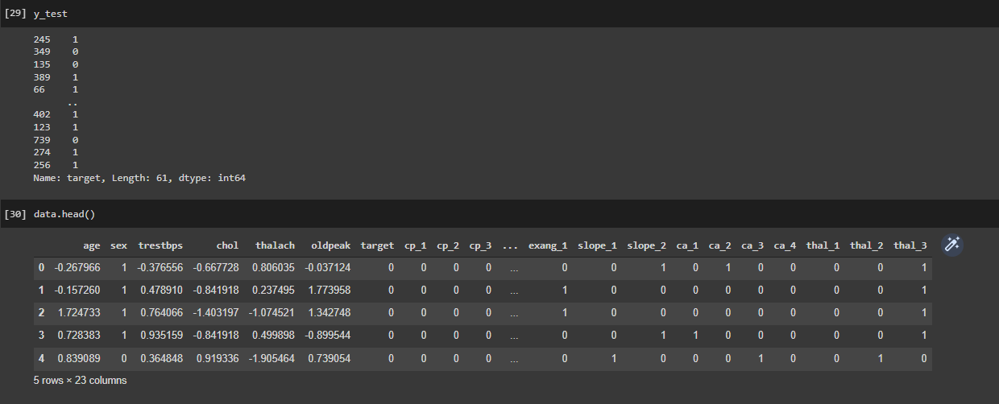 [29] y_test
245 1
349 0
135 0
389 1
66 1
..
402 1
123 1
739 0
274 1
256 1
Name: target, Length: 61, dtype: int64
[30] data.head()
age sex trestbps chol thalach oldpeak target cp_1 cp_2 cp_3 ... exang_1 slope_1 slope_2 ca_1 ca_2 ca_3 ca_4 thal_1 thal_2 thal_3
0 -0.267966 1 -0.376556 -0.667728 0.806035 -0.037124 0 0 0 0 ... 0 0 1 0 1 0 0 0 0 1
1 -0.157260 1 0.478910 -0.841918 0.237495 1.773958 0 0 0 0 ... 1 0 0 0 0 0 0 0 0 1
2 1.724733 1 0.764066 -1.403197 -1.074521 1.342748 0 0 0 0 ... 1 0 0 0 0 0 0 0 0 1
3 0.728383 1 0.935159 -0.841918 0.499898 -0.899544 0 0 0 0 ... 0 0 1 1 0 0 0 0 0 1
4 0.839089 0 0.364848 0.919336 -1.905464 0.739054 0 0 0 0 ... 0 1 0 0 0 1 0 0 1 0
5 rows × 23 columns